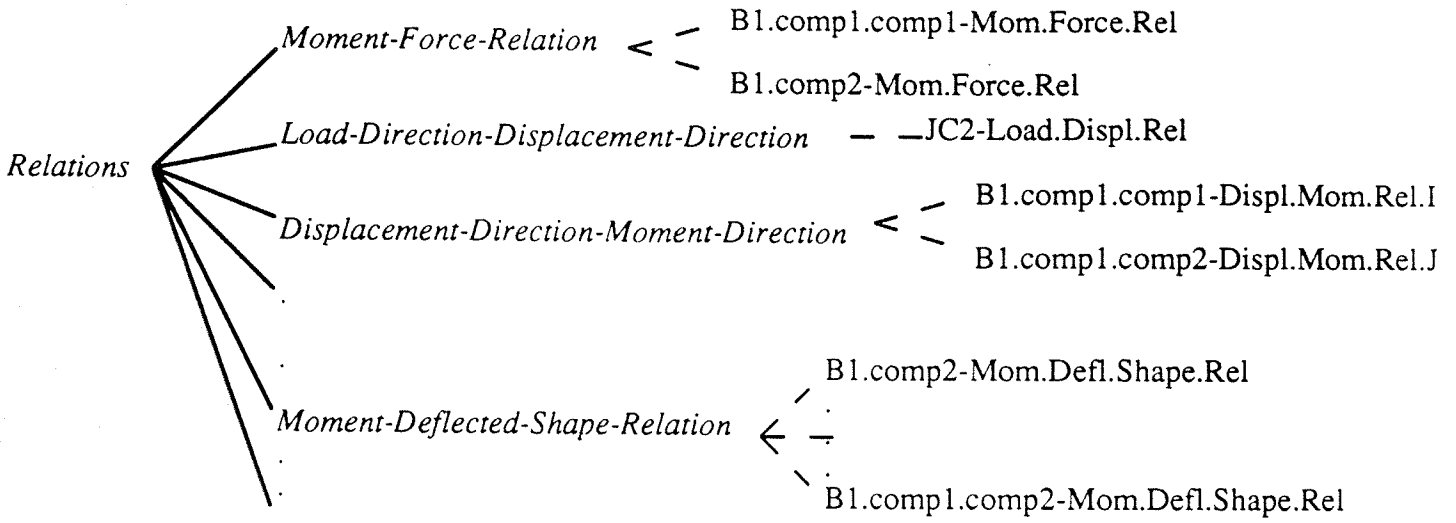 B1.comp1.comp1-Mom.Force.Rel
Moment-Force-Relation
B1.comp2-Mom.Force.Rel
Load-Direction-Displacement-Direction
JC2-Load.Displ.Rel
Relations
B1.comp1.comp1-Displ.Mom.Rel.I
Displacement-Direction-Moment-Direction
B1.comp1.comp2-Displ.Mom.Rel.J
B1.comp2-Mom.Defl.Shape.Rel
Moment-Deflected-Shape-Relation
B1.comp1.comp2-Mom.Defl.Shape.Rel